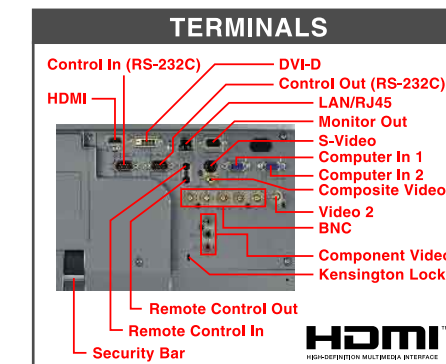 TERMINALS
Control In (RS-232C)
DVI-D
Control Out (RS-232C)
HDMI
LAN/RJ45
Monitor Out
S-Video
Computer In 1
Computer In 2
Composite Video
Video 2
BNC
Component Video
Kensington Lock
Remote Control Out
Remote Control In
Security Bar
HDMI™
HIGH-DEFINITION MULTIMEDIA INTERFACE